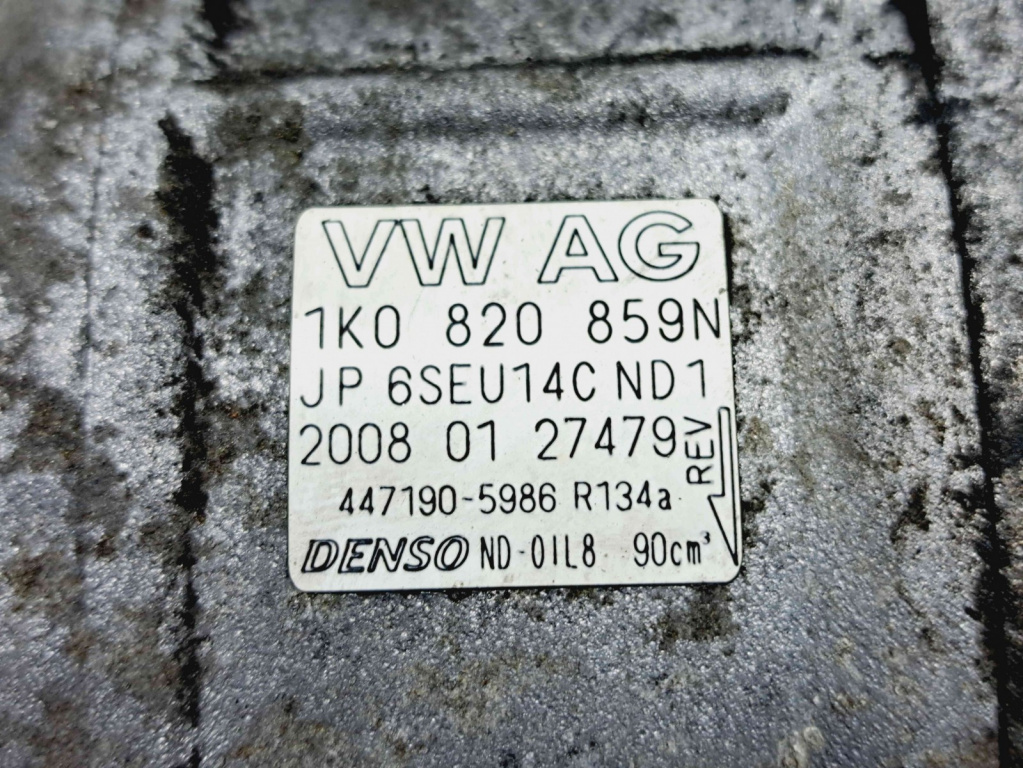 VW AG
1K0 820 859N
JP 6SEU14C ND1
2008 01 27479
REV
447190-5986 R134a
DENSO ND-OIL8 90cm³